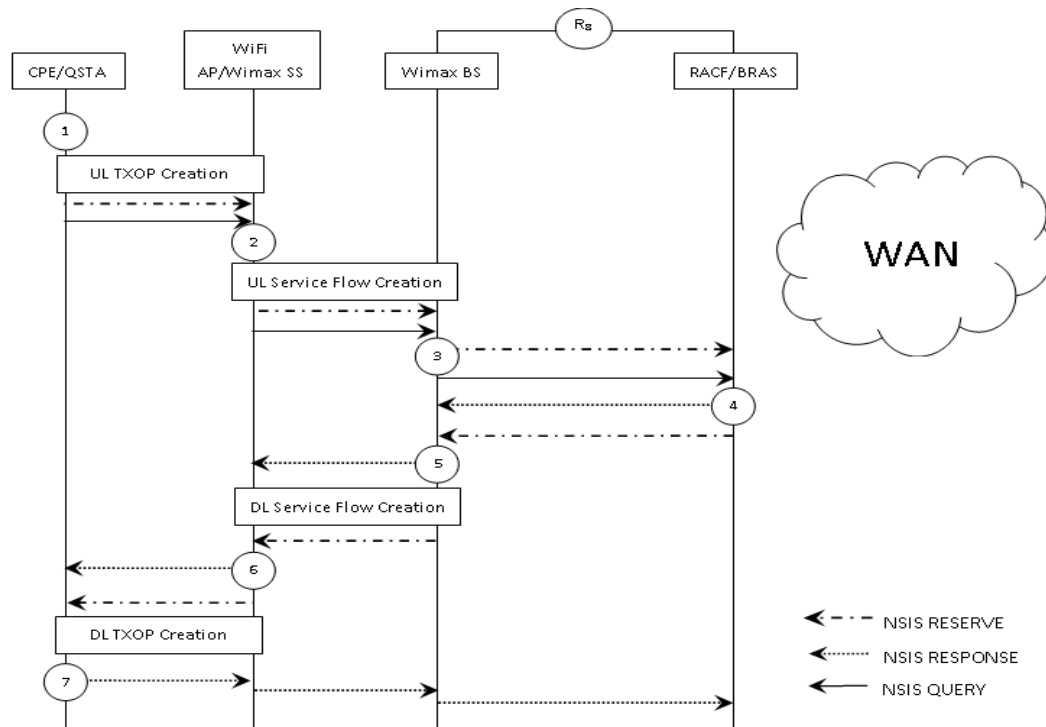 R₈
WiFi
CPE/QSTA
AP/Wimax SS
Wimax BS
RACF/BRAS
1
UL TXOP Creation
2
WAN
UL Service Flow Creation
3
4
5
DL Service Flow Creation
6
NSIS RESERVE
DL TXOP Creation
NSIS RESPONSE
7
NSIS QUERY